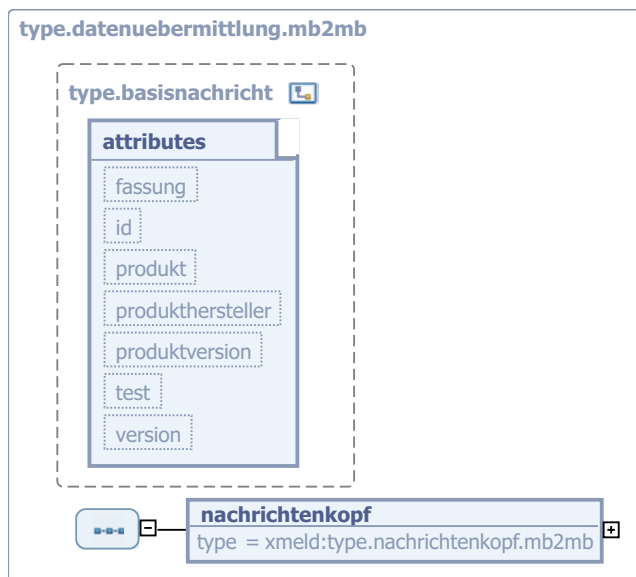 type.datenuebermittlung.mb2mb
type.basisnachricht
attributes
fassung
id
produkt
produkthersteller
produktversion
test
version
nachrichtenkopf
type = xmeld:type.nachrichtenkopf.mb2mb